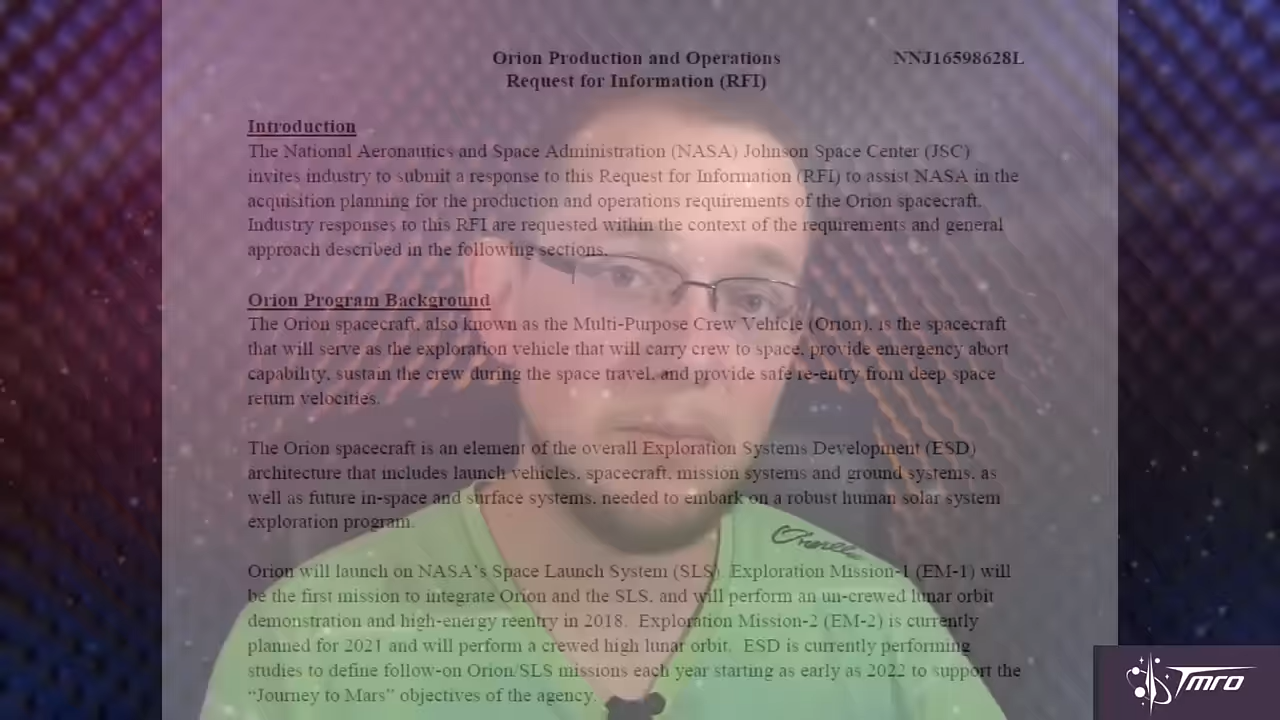 Orion Production and Operations NNJ16598628L
Request for Information (RFI)
Introduction
The National Aeronautics and Space Administration (NASA) Johnson Space Center (JSC)
invites industry to submit a response to this Request for Information (RFI) to assist NASA in the
acquisition planning for the production and operations requirements of the Orion spacecraft.
Industry responses to this RFI are requested within the context of the requirements and general
approach described in the following sections.
Orion Program Background
The Orion spacecraft, also known as the Multi-Purpose Crew Vehicle (Orion), is the spacecraft
that will serve as the exploration vehicle that will carry crew to space, provide emergency abort
capability, sustain the crew during the space travel, and provide safe re-entry from deep space
return velocities.
The Orion spacecraft is an element of the overall Exploration Systems Development (ESD)
architecture that includes launch vehicles, spacecraft, mission systems and ground systems, as
well as future in-space and surface systems, needed to embark on a robust human solar system
exploration program.
Orion will launch on NASA's Space Launch System (SLS). Exploration Mission-1 (EM-1) will
be the first mission to integrate Orion and the SLS, and will perform an un-crewed lunar orbit
demonstration and high-energy reentry in 2018. Exploration Mission-2 (EM-2) is currently
planned for 2021 and will perform a crewed high lunar orbit. ESD is currently performing
studies to define follow-on Orion/SLS missions each year starting as early as 2022 to support the
“Journey to Mars” objectives of the agency.
O'neill
Tmro